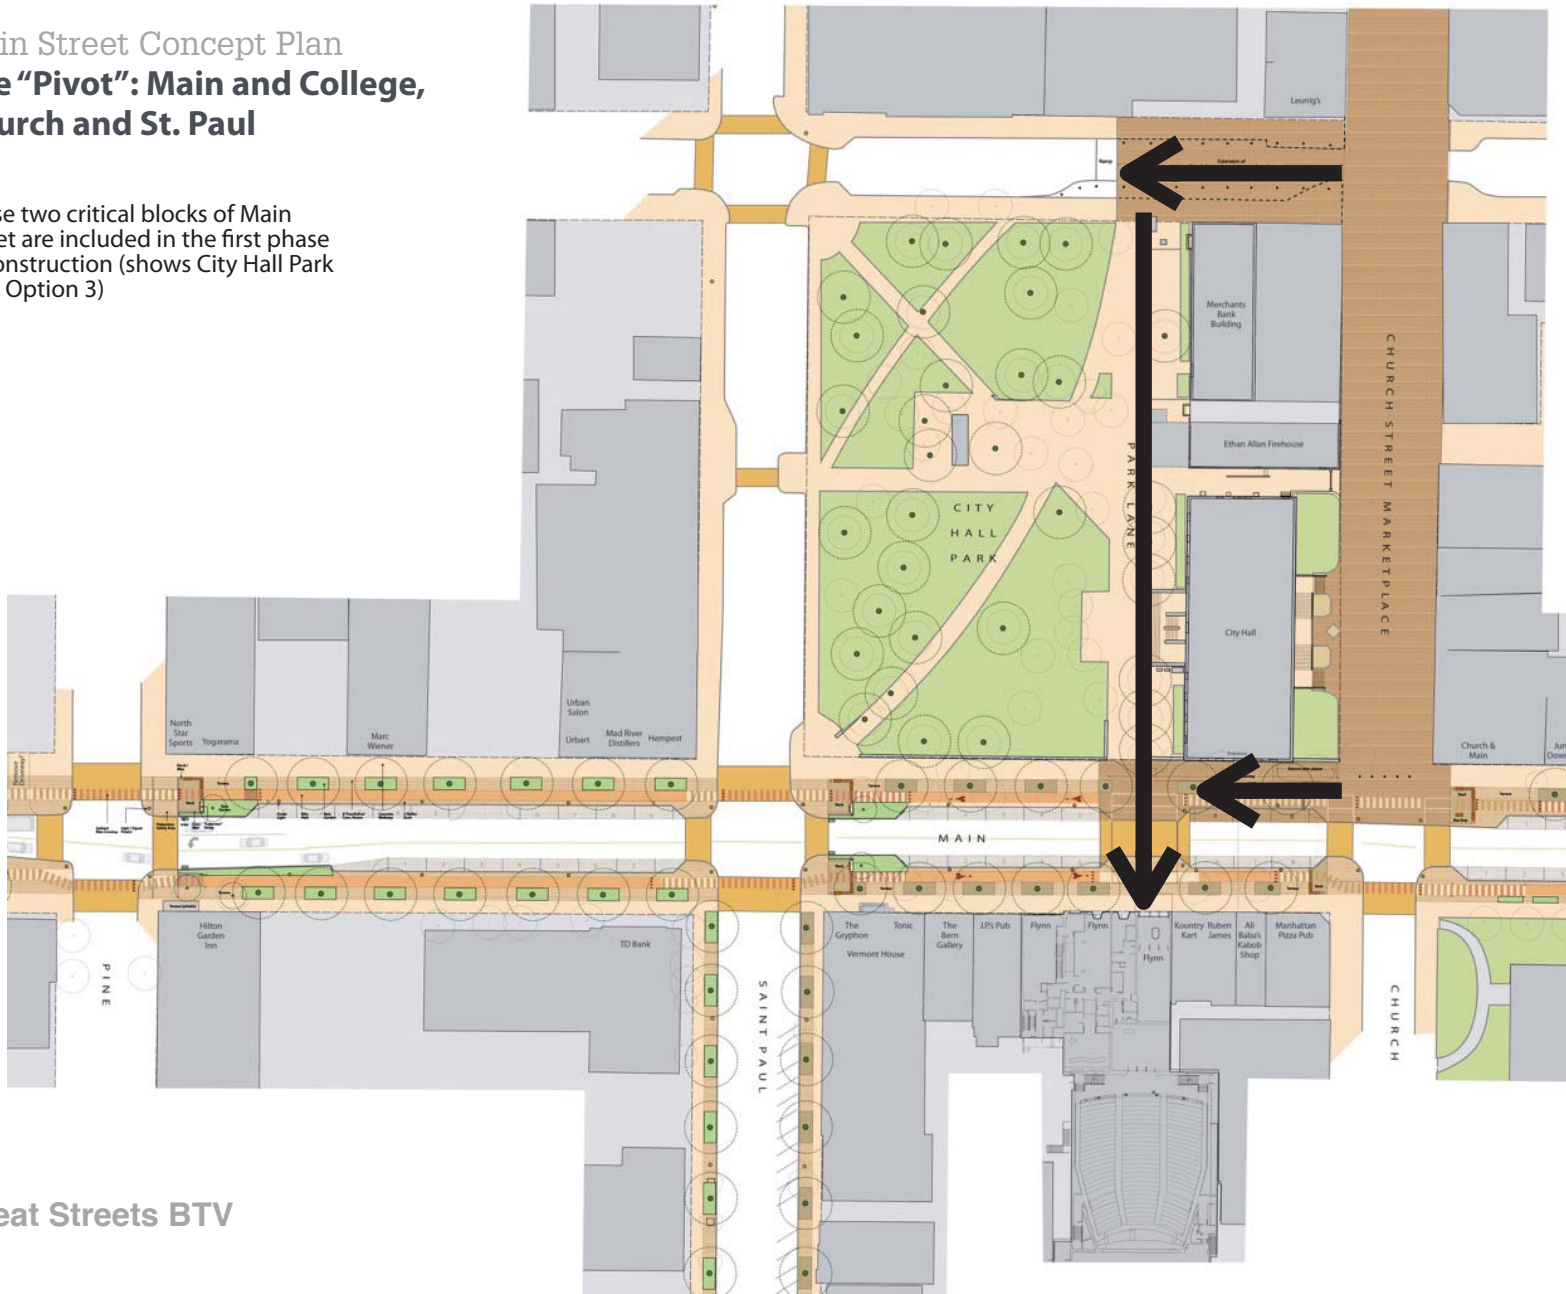 in Street Concept Plan
e “Pivot”: Main and College,
urch and St. Paul
se two critical blocks of Main
et are included in the first phase
onstruction (shows City Hall Park
Option 3)
Leunig's
Ramp
Extension of
Merchants
Bank
Building
Ethan Allan Firehouse
CHURCH STREET MARKETPLACE
PARK LANE
CITY
HALL
PARK
City Hall
North
Star
Sports
Yogarama
Marc
Wiener
Urban
Salon
Urbart
Mad River
Distillers
Hempest
Church &
Main
Jun
Down
MAIN
Hilton
Garden
Inn
TD Bank
The
Gryphon
Tonic
Vermont House
The
Bern
Gallery
J.P.'s Pub
Flynn
Flynn
Flynn
Kountry
Kart
Ruben
James
Ali
Baba's
Kabob
Shop
Manhattan
Pizza Pub
PINE
SAINT PAUL
CHURCH
eat Streets BTV